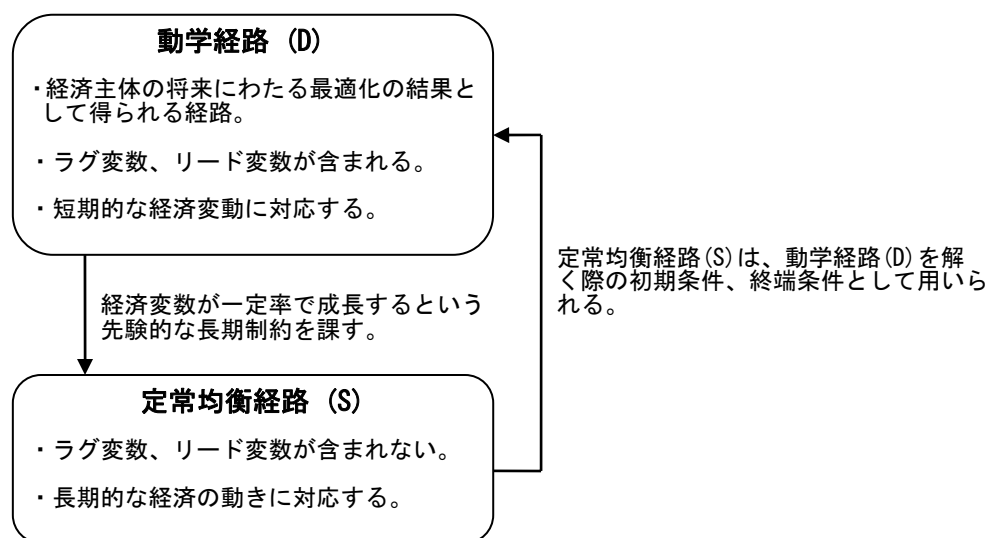 動学経路 (D)
・経済主体の将来にわたる最適化の結果と
して得られる経路。
・ラグ変数、リード変数が含まれる。
・短期的な経済変動に対応する。
定常均衡経路(S)は、動学経路(D)を解
く際の初期条件、終端条件として用いら
れる。
経済変数が一定率で成長するという
先験的な長期制約を課す。
定常均衡経路 (S)
・ラグ変数、リード変数が含まれない。
・長期的な経済の動きに対応する。